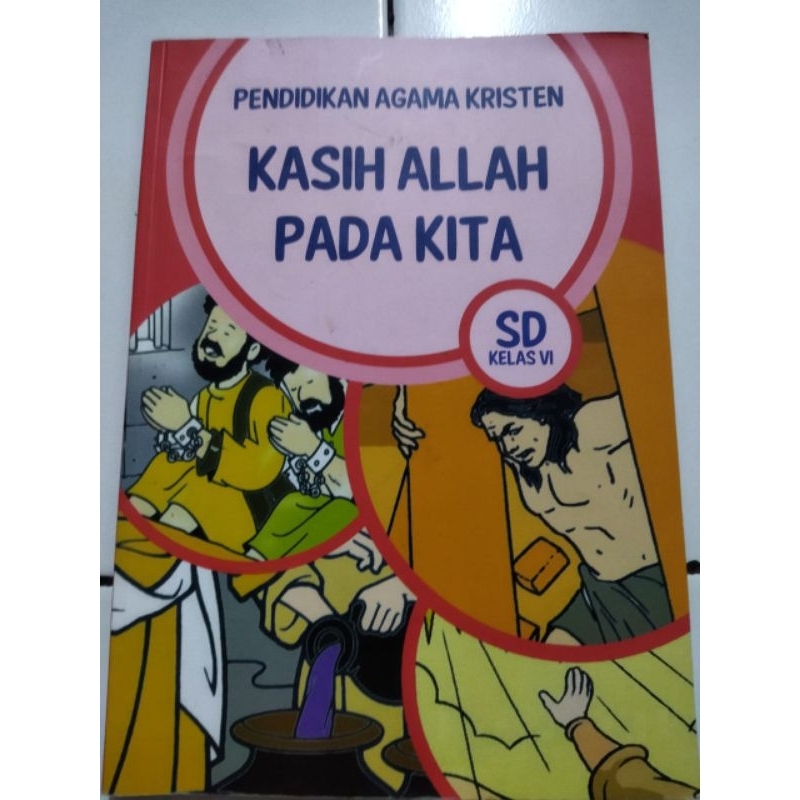 PENDIDIKAN AGAMA KRISTEN
KASIH ALLAH
PADA KITA
SD
KELAS VI